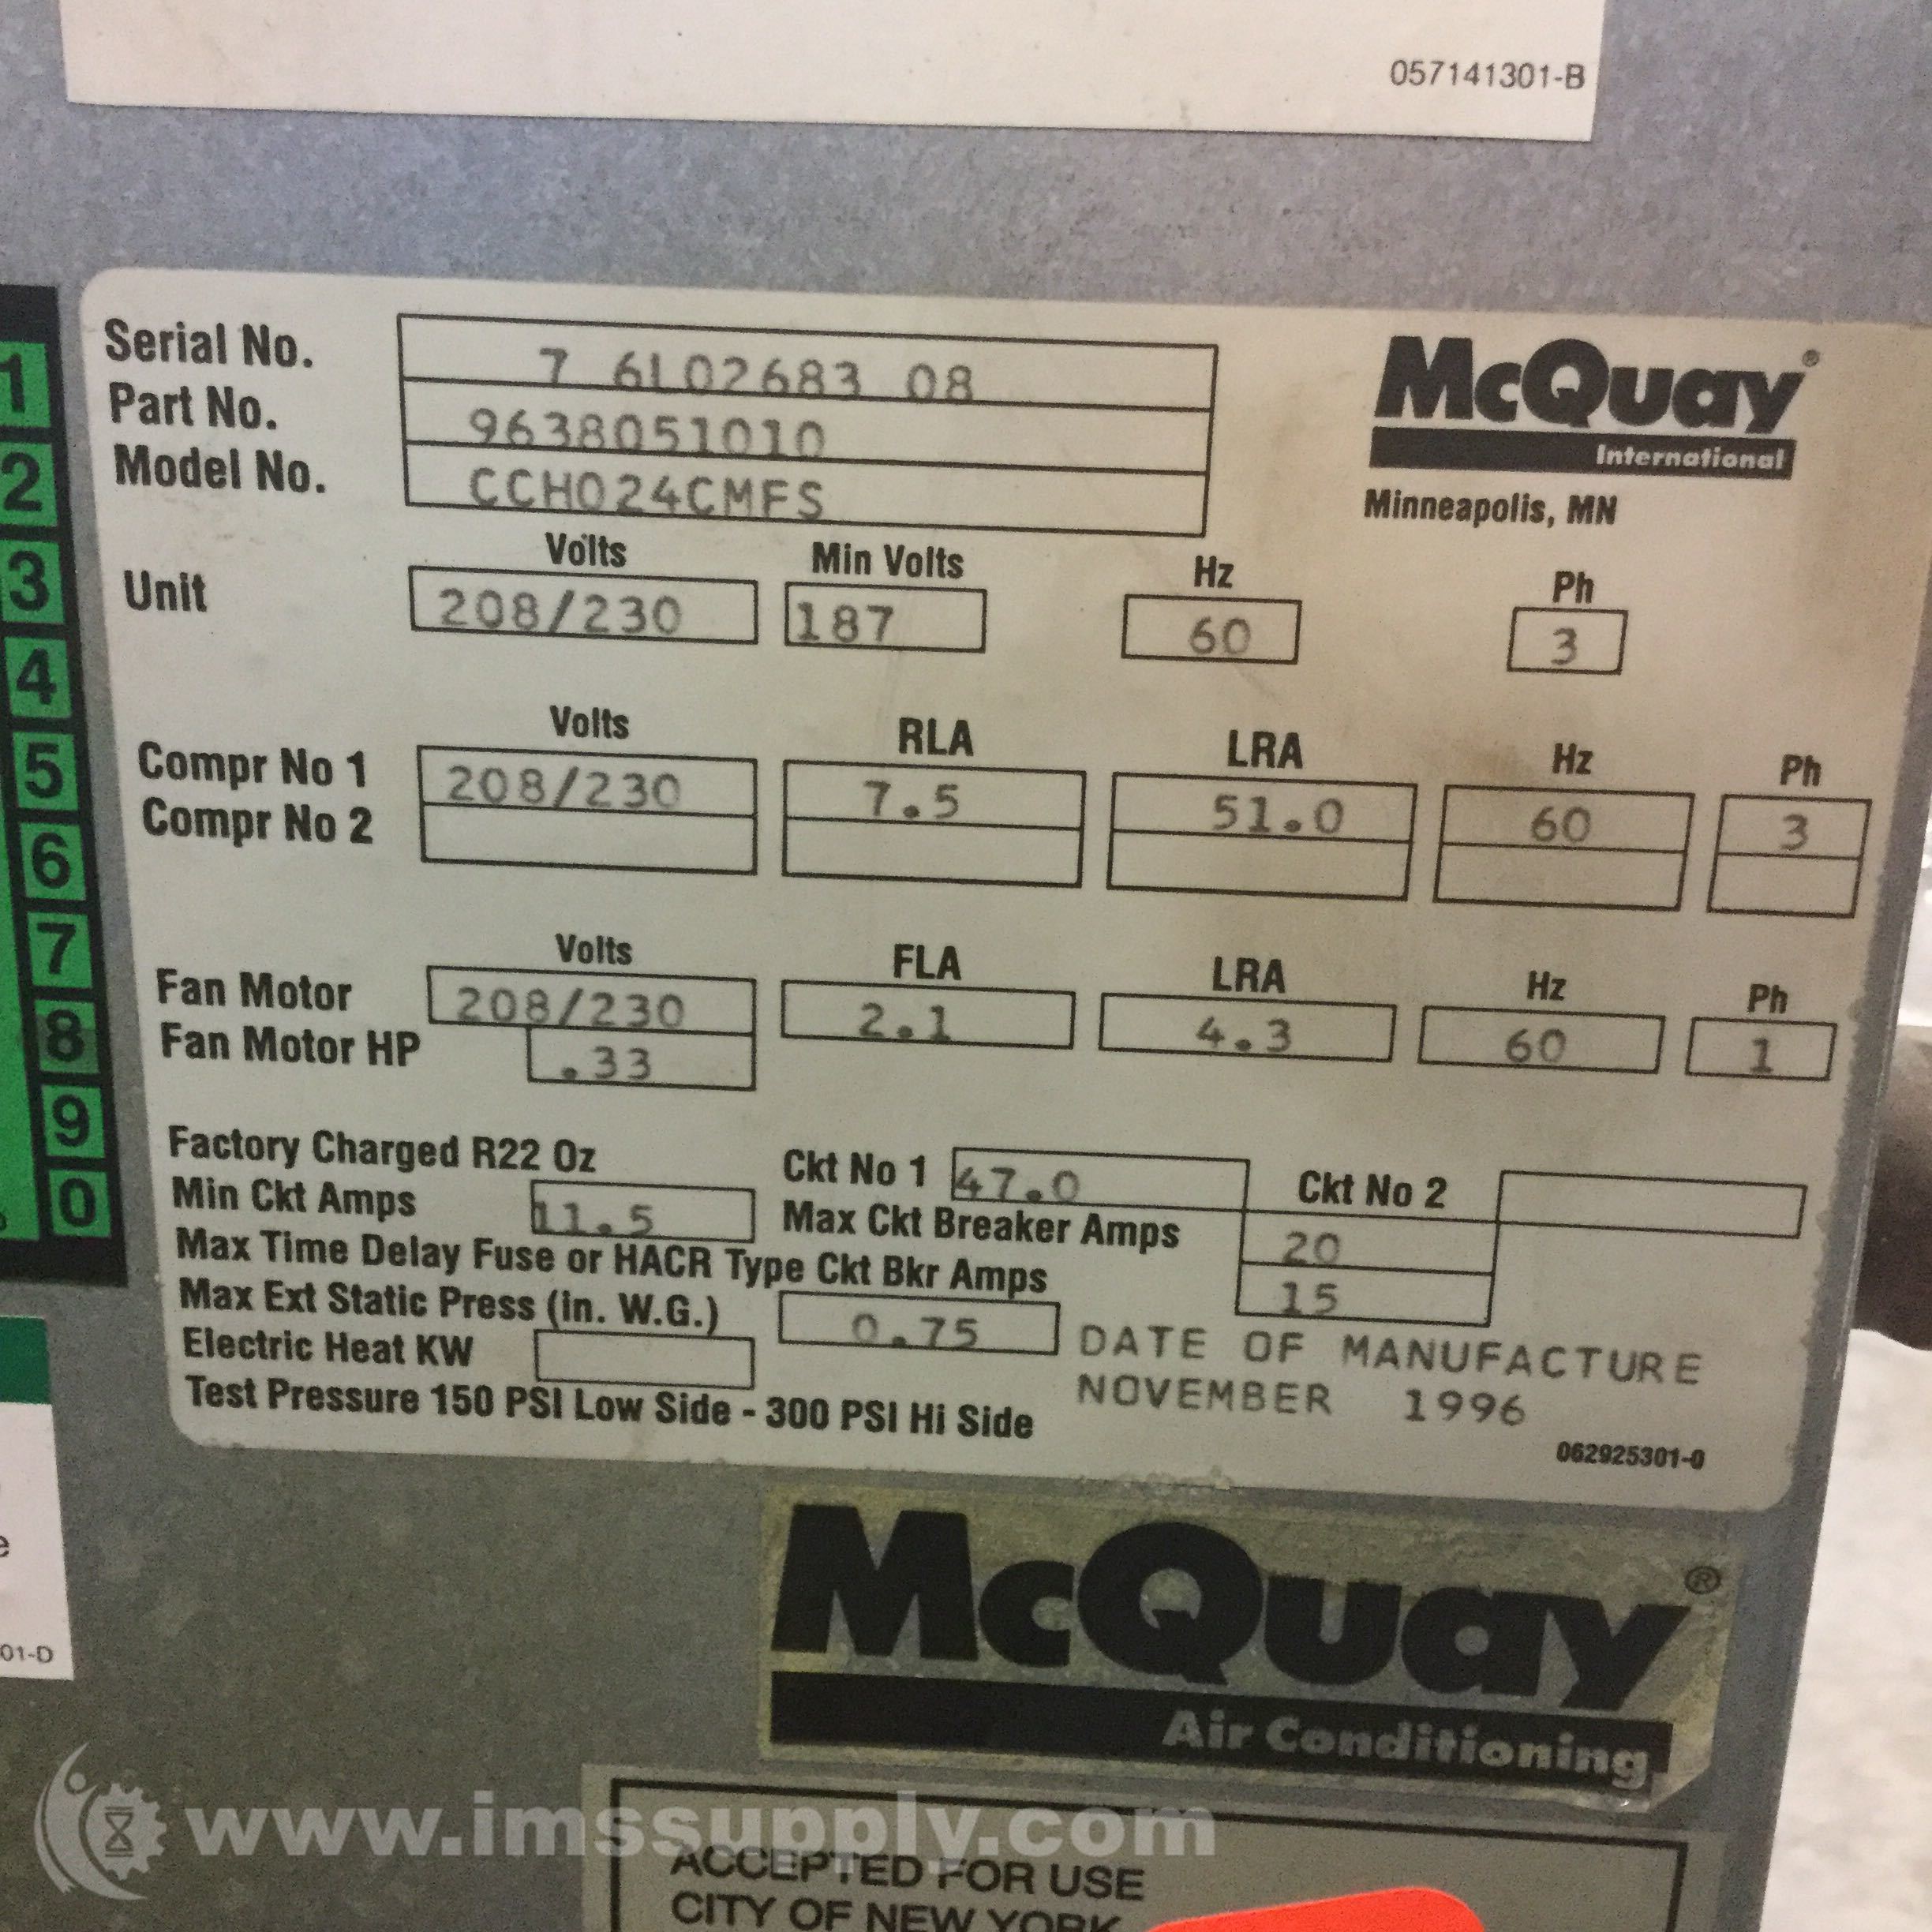 057141301-B
Serial No. 7 6L02683 08
Part No. 9638051010
Model No. CCH024CMFS
McQuay®
International
Minneapolis, MN
Volts Min Volts Hz Ph
Unit 208/230 187 60 3
Volts RLA LRA Hz Ph
Compr No 1 208/230 7.5 51.0 60 3
Compr No 2
Volts FLA LRA Hz Ph
Fan Motor 208/230 2.1 4.3 60 1
Fan Motor HP .33
Factory Charged R22 Oz Ckt No 1 47.0 Ckt No 2
Min Ckt Amps 11.5 Max Ckt Breaker Amps 20
Max Time Delay Fuse or HACR Type Ckt Bkr Amps 15
Max Ext Static Press (in. W.G.) 0.75
Electric Heat KW
DATE OF MANUFACTURE
NOVEMBER 1996
Test Pressure 150 PSI Low Side - 300 PSI Hi Side
062925301-0
1
2
3
4
5
6
7
8
9
0
01-D
McQuay®
Air Conditioning
www.imssupply.com
ACCEPTED FOR USE
CITY OF NEW YORK